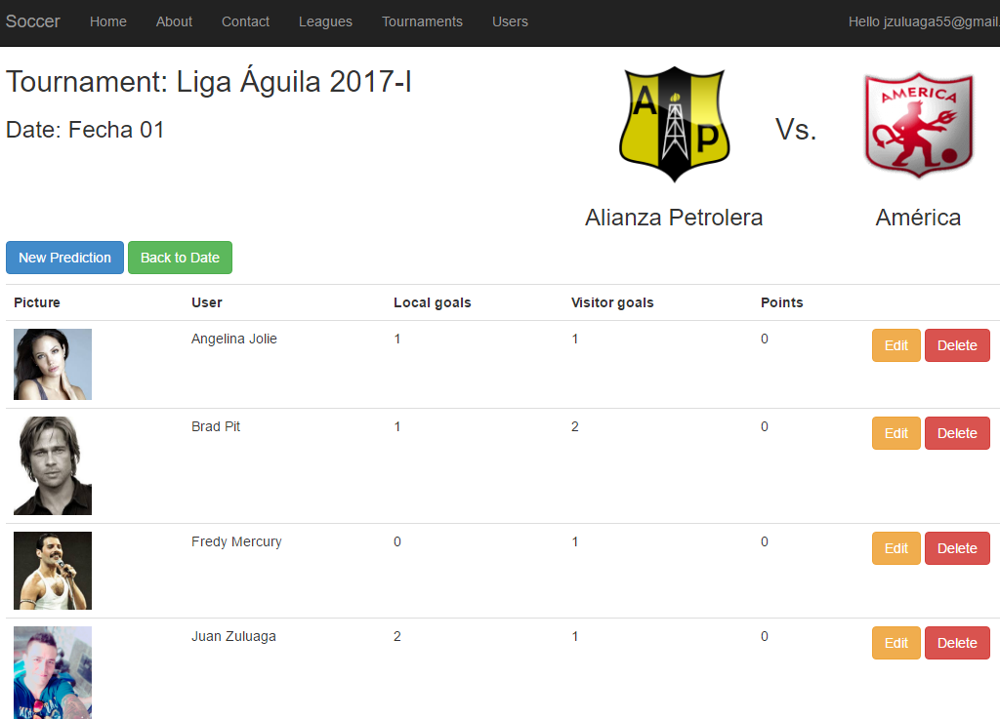 Soccer Home About Contact Leagues Tournaments Users Hello jzuluaga55@gmail.
Tournament: Liga Águila 2017-I
Date: Fecha 01
A P
Vs.
AMERICA
Alianza Petrolera América
New Prediction Back to Date
Picture User Local goals Visitor goals Points
Angelina Jolie 1 1 0 Edit Delete
Brad Pit 1 2 0 Edit Delete
Fredy Mercury 0 1 0 Edit Delete
Juan Zuluaga 2 1 0 Edit Delete